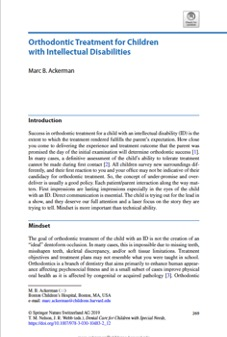 Orthodontic Treatment for Children
with Intellectual Disabilities
Marc B. Ackerman
Introduction
Success in orthodontic treatment for a child with an intellectual disability (ID) is the
extent to which the treatment rendered fulfills the parent's expectation. How close
you come to delivering the experience and treatment outcome that the parent was
promised the day of the initial examination will determine orthodontic success [1].
In many cases, a definitive assessment of the child's ability to tolerate treatment
cannot be made during first contact [2]. All children survey new surroundings dif-
ferently, and their first reaction to you and your office may not be indicative of their
candidacy for orthodontic treatment. So, the concept of under-promise and over-
deliver is usually a good policy. Each patient/parent interaction along the way mat-
ters. First impressions are lasting impressions especially in the eyes of the child
with an ID. Direct communication is essential. The child is trying out for the lead in
a show, and they deserve our full attention and a laser focus on the story they are
trying to tell. Mindset is more important than technical ability.
Mindset
The goal of orthodontic treatment of the child with an ID is not the creation of an
"ideal" dentoform occlusion. In many cases, this is impossible due to missing teeth,
misshapen teeth, skeletal discrepancy, and/or soft tissue limitations. Treatment
objectives and treatment plans may not resemble what you were taught in school.
Orthodontics is a branch of dentistry that aims primarily to enhance human appear-
ance affecting psychosocial fitness and in a small subset of cases improve physical
oral health as it is affected by congenital or acquired pathology [3]. Orthodontic
M. B. Ackerman
Boston Children's Hospital, Boston, MA, USA
e-mail: marc.ackerman@childrens.harvard.edu
© Springer Nature Switzerland AG 2019
T. M. Nelson, J. R. Webb (eds.), Dental Care for Children with Special Needs,
https://doi.org/10.1007/978-3-030-10483-2_12